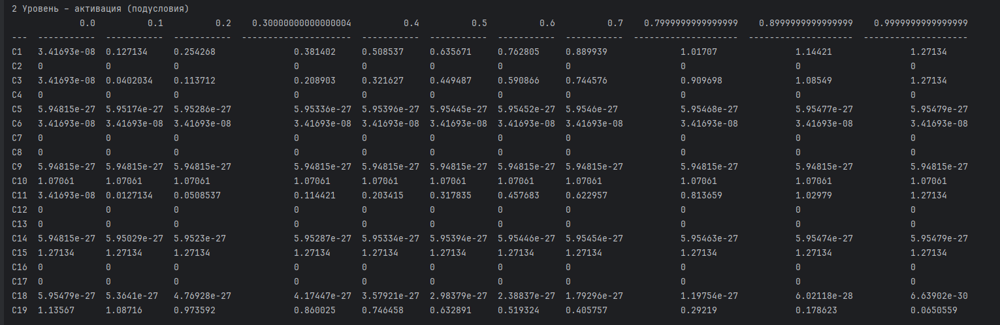 2 Уровень – активация (подусловия)
0.0 0.1 0.2 0.30000000000000004 0.4 0.5 0.6 0.7 0.7999999999999999 0.8999999999999999 0.9999999999999999
--- ----------- ----------- ----------- --------------------- ----------- ----------- ----------- ----------- -------------------- -------------------- --------------------
C1 3.41693e-08 0.127134 0.254268 0.381402 0.508537 0.635671 0.762805 0.889939 1.01707 1.14421 1.27134
C2 0 0 0 0 0 0 0 0 0 0 0
C3 3.41693e-08 0.0402034 0.113712 0.208903 0.321627 0.449487 0.590866 0.744576 0.909698 1.08549 1.27134
C4 0 0 0 0 0 0 0 0 0 0 0
C5 5.94815e-27 5.95174e-27 5.95286e-27 5.95336e-27 5.95396e-27 5.95445e-27 5.95452e-27 5.9546e-27 5.95468e-27 5.95477e-27 5.95479e-27
C6 3.41693e-08 3.41693e-08 3.41693e-08 3.41693e-08 3.41693e-08 3.41693e-08 3.41693e-08 3.41693e-08 3.41693e-08 3.41693e-08 3.41693e-08
C7 0 0 0 0 0 0 0 0 0 0 0
C8 0 0 0 0 0 0 0 0 0 0 0
C9 5.94815e-27 5.94815e-27 5.94815e-27 5.94815e-27 5.94815e-27 5.94815e-27 5.94815e-27 5.94815e-27 5.94815e-27 5.94815e-27 5.94815e-27
C10 1.07061 1.07061 1.07061 1.07061 1.07061 1.07061 1.07061 1.07061 1.07061 1.07061 1.07061
C11 3.41693e-08 0.0127134 0.0508537 0.114421 0.203415 0.317835 0.457683 0.622957 0.813659 1.02979 1.27134
C12 0 0 0 0 0 0 0 0 0 0 0
C13 0 0 0 0 0 0 0 0 0 0 0
C14 5.94815e-27 5.95029e-27 5.9523e-27 5.95287e-27 5.95334e-27 5.95394e-27 5.95446e-27 5.95454e-27 5.95463e-27 5.95474e-27 5.95479e-27
C15 1.27134 1.27134 1.27134 1.27134 1.27134 1.27134 1.27134 1.27134 1.27134 1.27134 1.27134
C16 0 0 0 0 0 0 0 0 0 0 0
C17 0 0 0 0 0 0 0 0 0 0 0
C18 5.95479e-27 5.3641e-27 4.76928e-27 4.17447e-27 3.57921e-27 2.98379e-27 2.38837e-27 1.79296e-27 1.19754e-27 6.02118e-28 6.63902e-30
C19 1.13567 1.08716 0.973592 0.860025 0.746458 0.632891 0.519324 0.405757 0.29219 0.178623 0.0650559